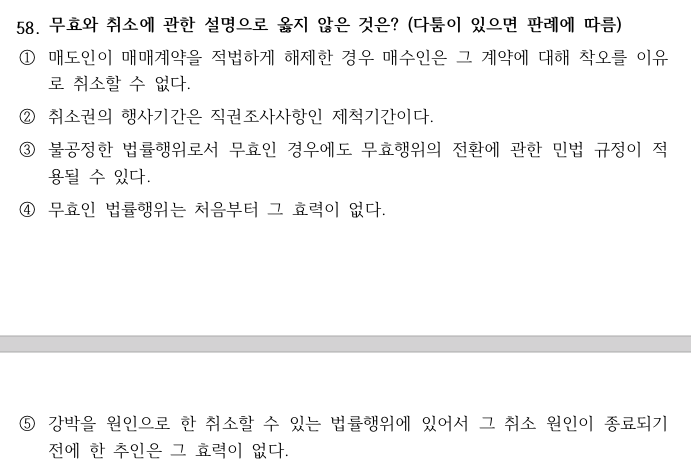 58. 무효와 취소에 관한 설명으로 옳지 않은 것은? (다툼이 있으면 판례에 따름)
① 매도인이 매매계약을 적법하게 해제한 경우 매수인은 그 계약에 대해 착오를 이유
로 취소할 수 없다.
② 취소권의 행사기간은 직권조사사항인 제척기간이다.
③ 불공정한 법률행위로서 무효인 경우에도 무효행위의 전환에 관한 민법 규정이 적
용될 수 있다.
④ 무효인 법률행위는 처음부터 그 효력이 없다.
⑤ 강박을 원인으로 한 취소할 수 있는 법률행위에 있어서 그 취소 원인이 종료되기
전에 한 추인은 그 효력이 없다.